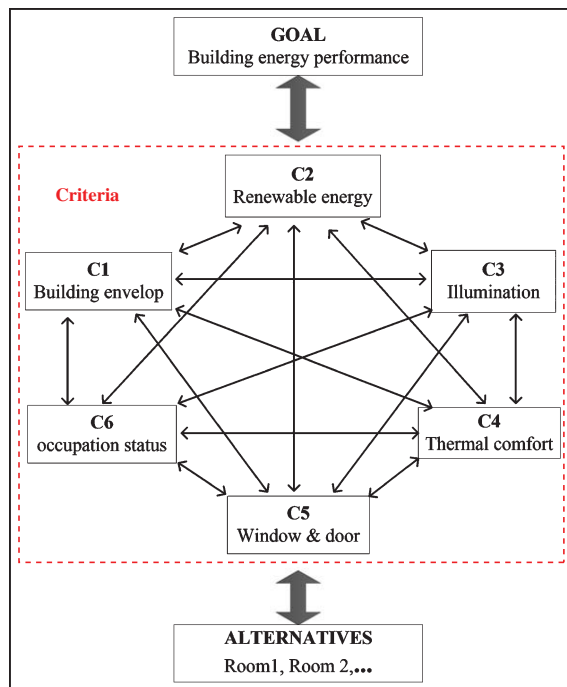 GOAL
Building energy performance
Criteria
C2
Renewable energy
C1
Building envelop
C3
Illumination
C6
occupation status
C4
Thermal comfort
C5
Window & door
ALTERNATIVES
Room1, Room 2,...